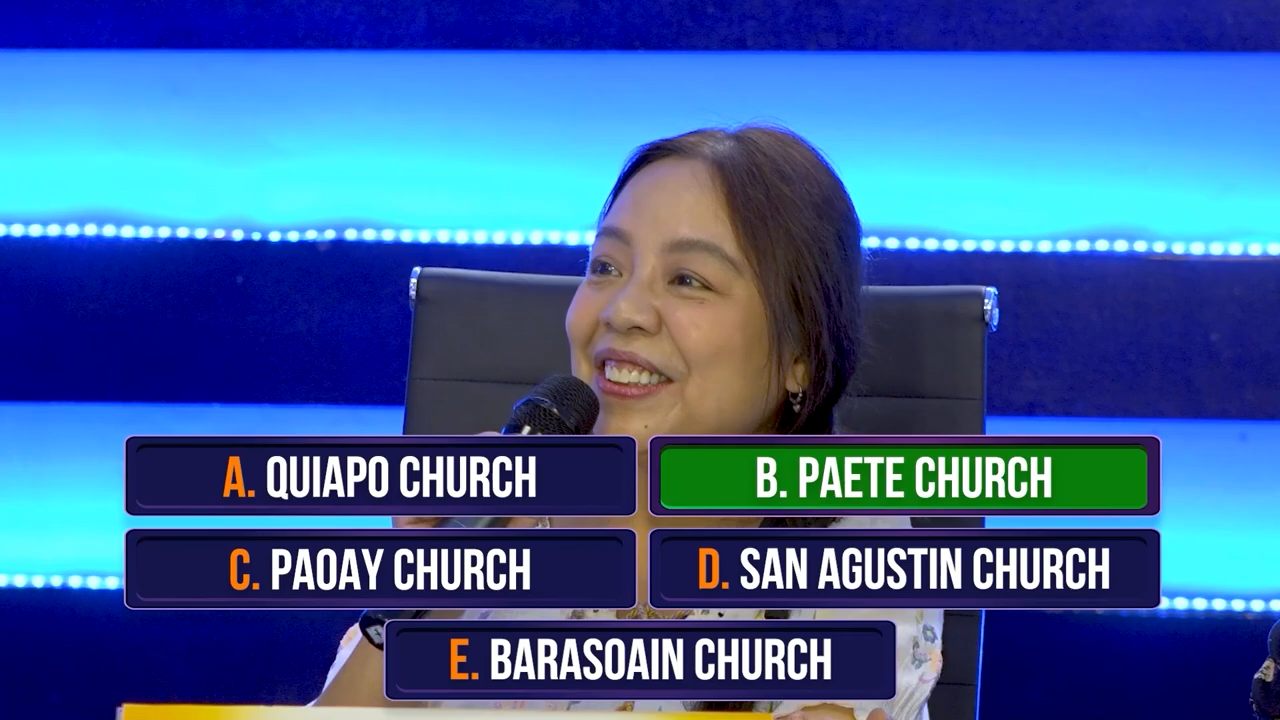 A. QUIAPO CHURCH
B. PAETE CHURCH
C. PAOAY CHURCH
D. SAN AGUSTIN CHURCH
E. BARASOAIN CHURCH